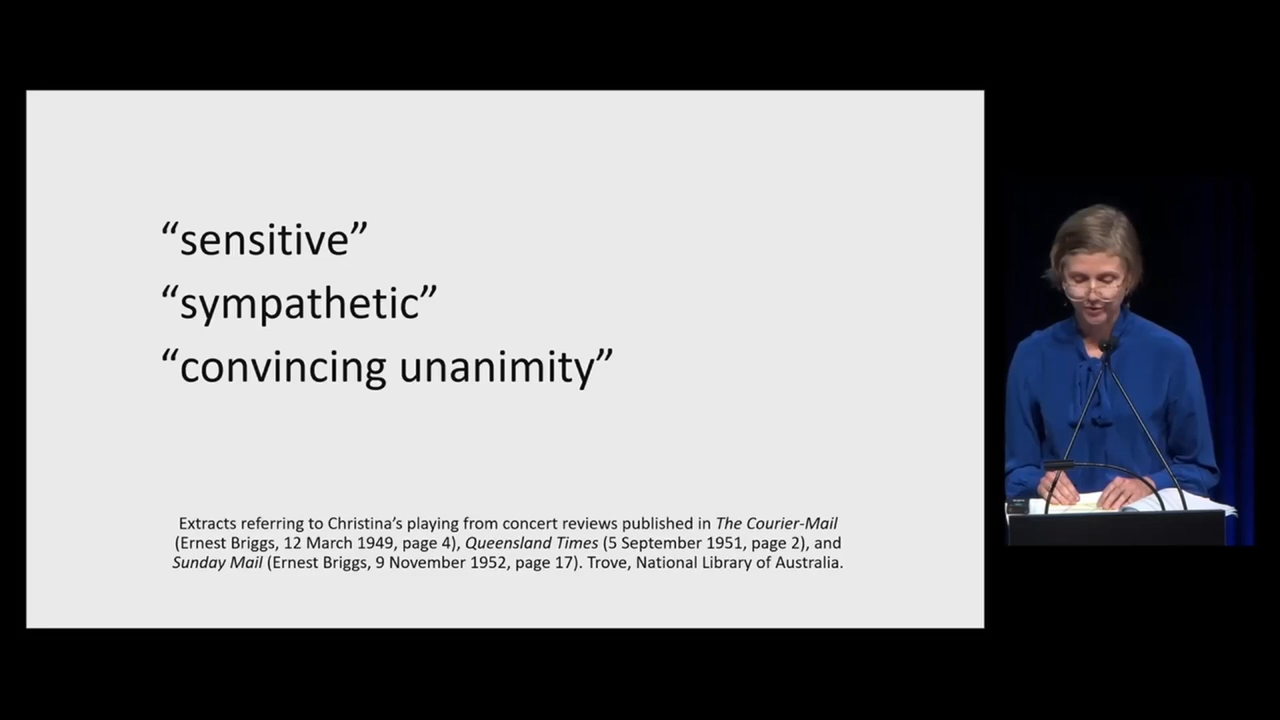 “sensitive”
“sympathetic”
“convincing unanimity”
Extracts referring to Christina’s playing from concert reviews published in The Courier-Mail
(Ernest Briggs, 12 March 1949, page 4), Queensland Times (5 September 1951, page 2), and
Sunday Mail (Ernest Briggs, 9 November 1952, page 17). Trove, National Library of Australia.